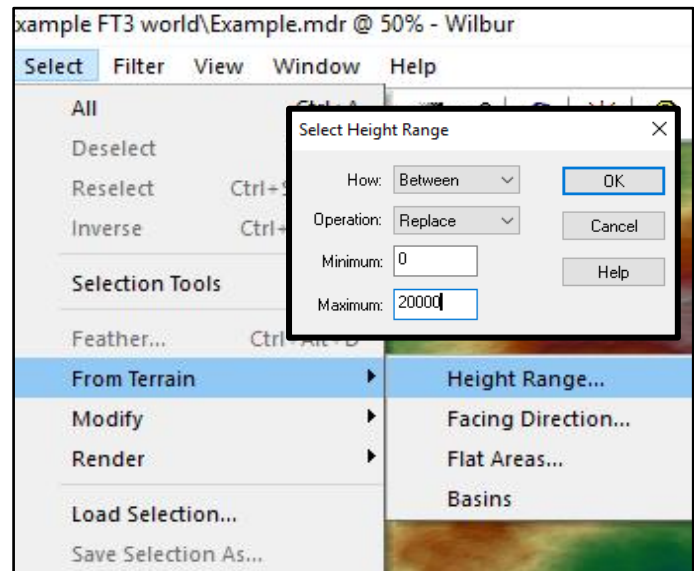 xample FT3 world\Example.mdr @ 50% - Wilbur
Select Filter View Window Help
All
Deselect
Reselect Ctrl+S
Inverse Ctrl+
Selection Tools
Feather... Ctrl+Alt+D
From Terrain
Modify
Render
Load Selection...
Save Selection As...
Select Height Range
How: Between OK
Operation: Replace Cancel
Minimum: 0 Help
Maximum: 20000
Height Range...
Facing Direction...
Flat Areas...
Basins